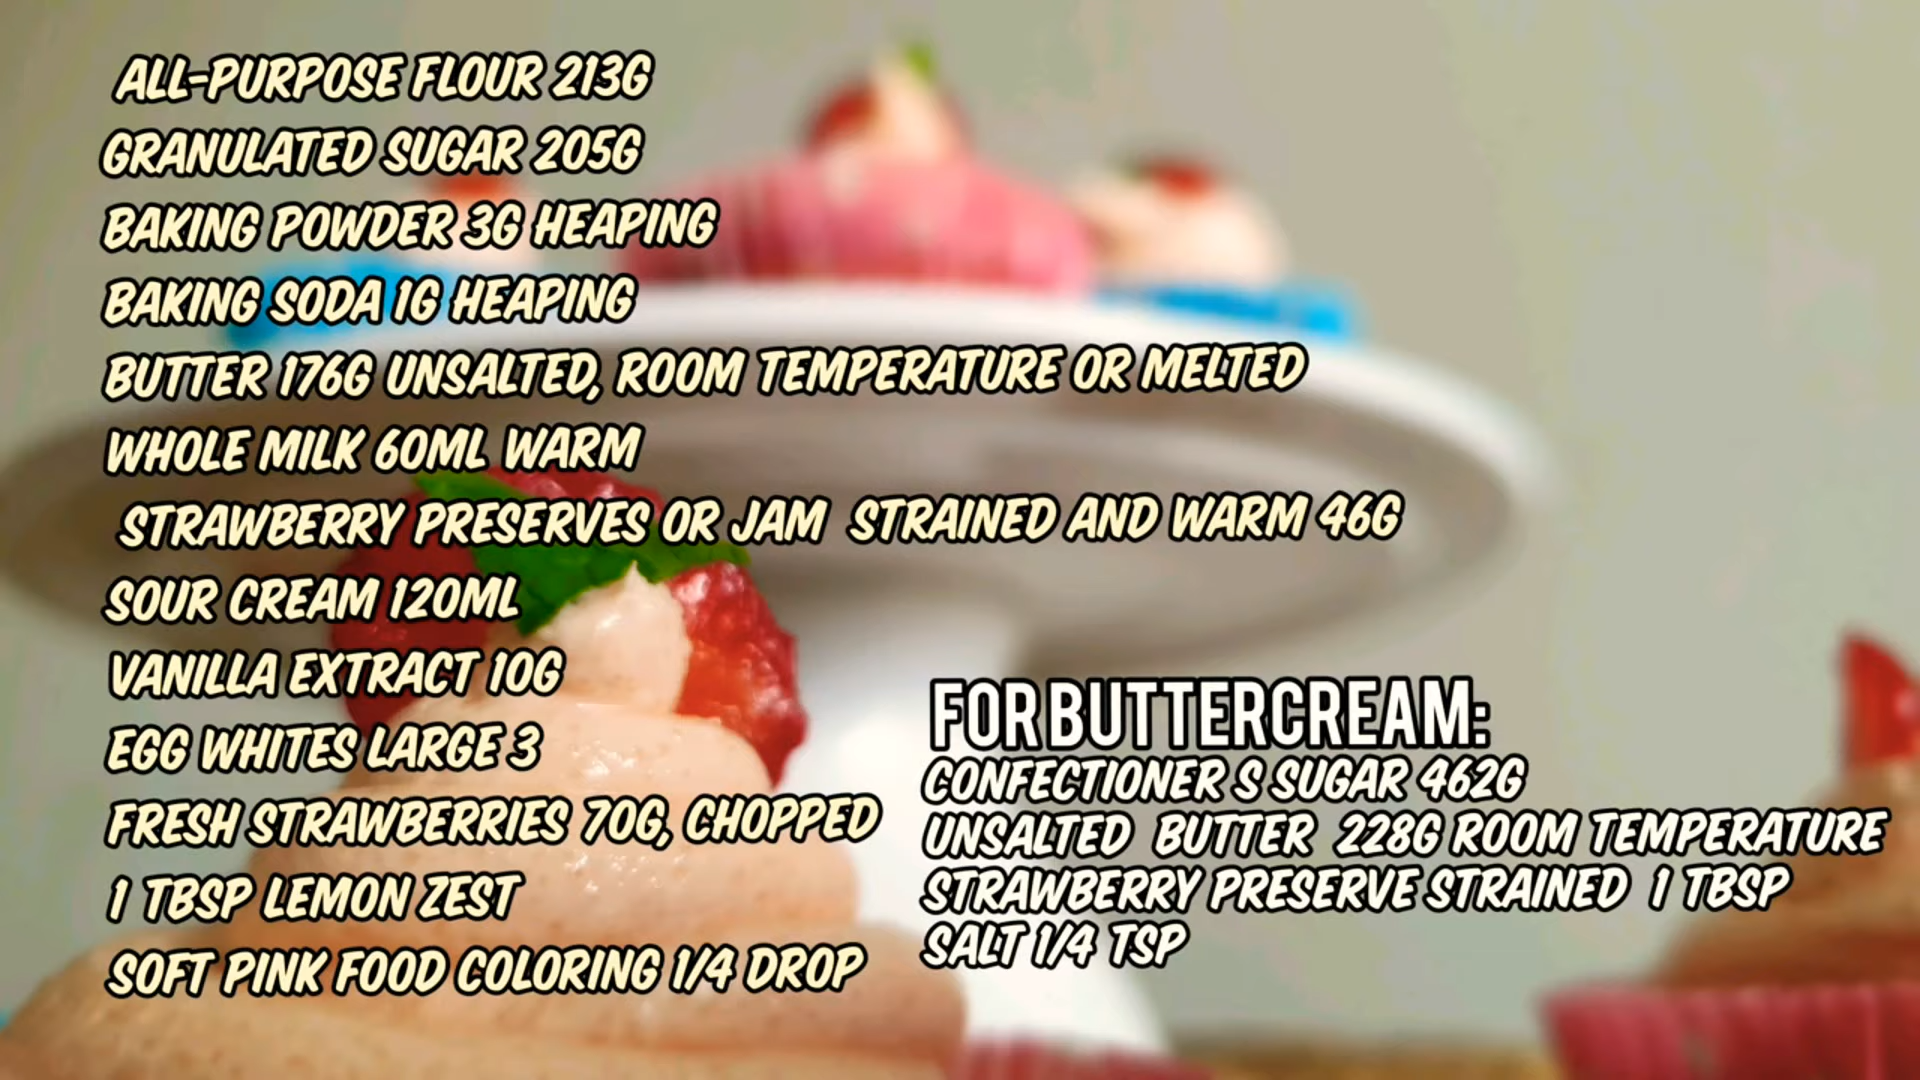 ALL-PURPOSE FLOUR 213G
GRANULATED SUGAR 205G
BAKING POWDER 3G HEAPING
BAKING SODA 1G HEAPING
BUTTER 176G UNSALTED, ROOM TEMPERATURE OR MELTED
WHOLE MILK 60ML WARM
STRAWBERRY PRESERVES OR JAM STRAINED AND WARM 46G
SOUR CREAM 120ML
VANILLA EXTRACT 10G
EGG WHITES LARGE 3
FRESH STRAWBERRIES 70G, CHOPPED
1 TBSP LEMON ZEST
SOFT PINK FOOD COLORING 1/4 DROP
FOR BUTTERCREAM:
CONFECTIONER S SUGAR 462G
UNSALTED BUTTER 228G ROOM TEMPERATURE
STRAWBERRY PRESERVE STRAINED 1 TBSP
SALT 1/4 TSP